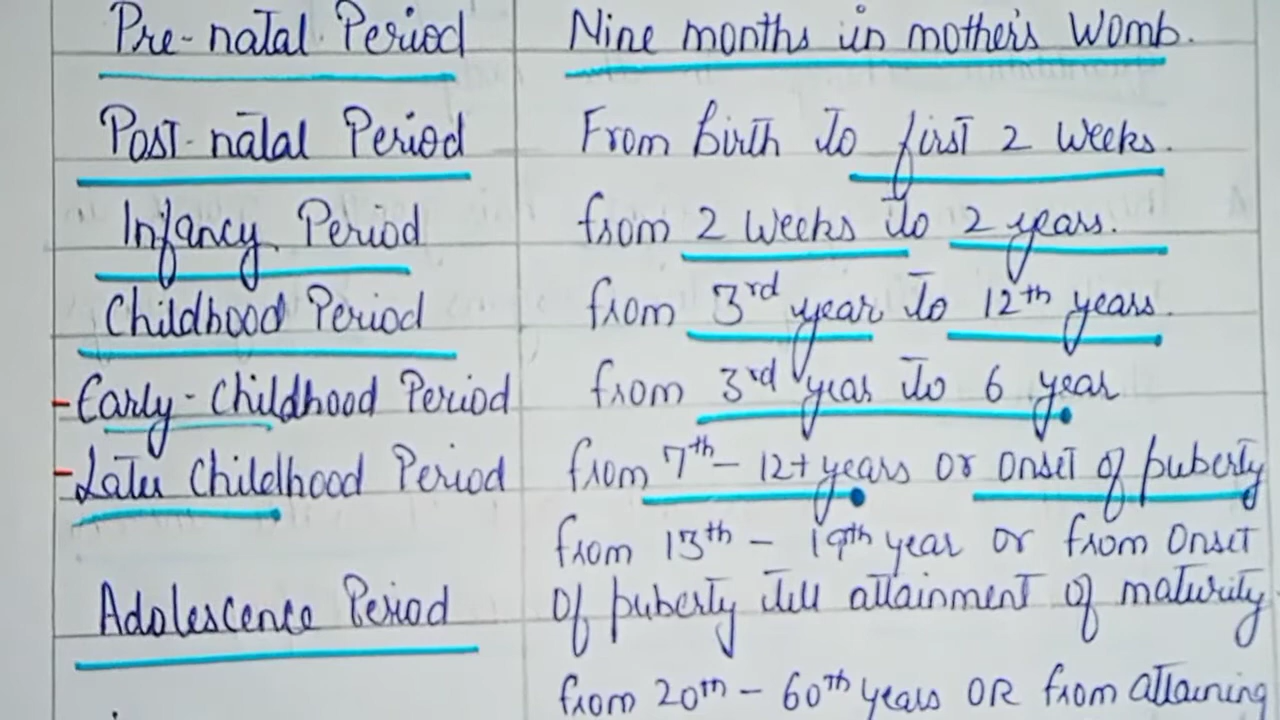 Pre-natal Period Nine months in mother's womb.
Post-natal Period From birth to first 2 weeks.
Infancy Period from 2 weeks to 2 years.
Childhood Period from 3rd year to 12th years.
- Early-Childhood Period from 3rd year to 6 year
- Later Childhood Period from 7th - 12+ years or onset of puberty
from 13th - 19th year or from onset
Adolescence Period of puberty till attainment of maturity
from 20th - 60th years OR from attaining